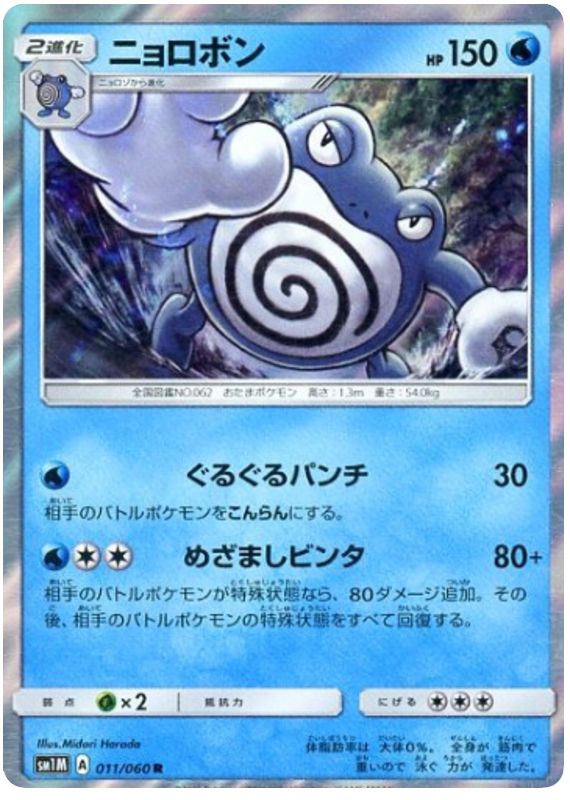 2進化 ニョロボン HP 150
ニョロゾから進化
全国図鑑NO.062 おたまポケモン 高さ：1.3m 重さ：54.0kg
ぐるぐるパンチ 30
相手のバトルポケモンをこんらんにする。
めざましビンタ 80+
相手のバトルポケモンが特殊状態なら、80ダメージ追加。その
後、相手のバトルポケモンの特殊状態をすべて回復する。
弱点 ×2 抵抗力 にげる
Illus.Midori Harada
SM1M A 011/060 R
体脂肪率は 大体0％。 全身が 筋肉で
重いので 泳ぐ 力が 発達した。